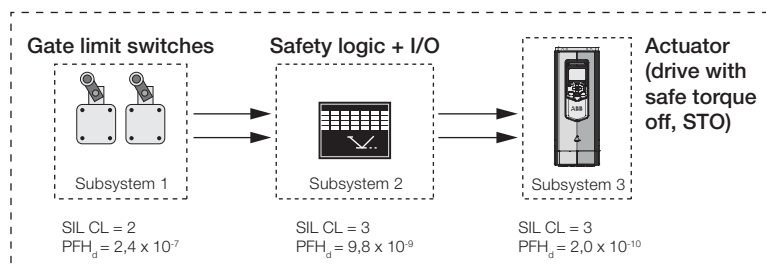 Gate limit switches
Subsystem 1
SIL CL = 2
PFHd = 2,4 x 10-7
Safety logic + I/O
Subsystem 2
SIL CL = 3
PFHd = 9,8 x 10-9
Actuator
(drive with
safe torque
off, STO)
ABB
Subsystem 3
SIL CL = 3
PFHd = 2,0 x 10-10